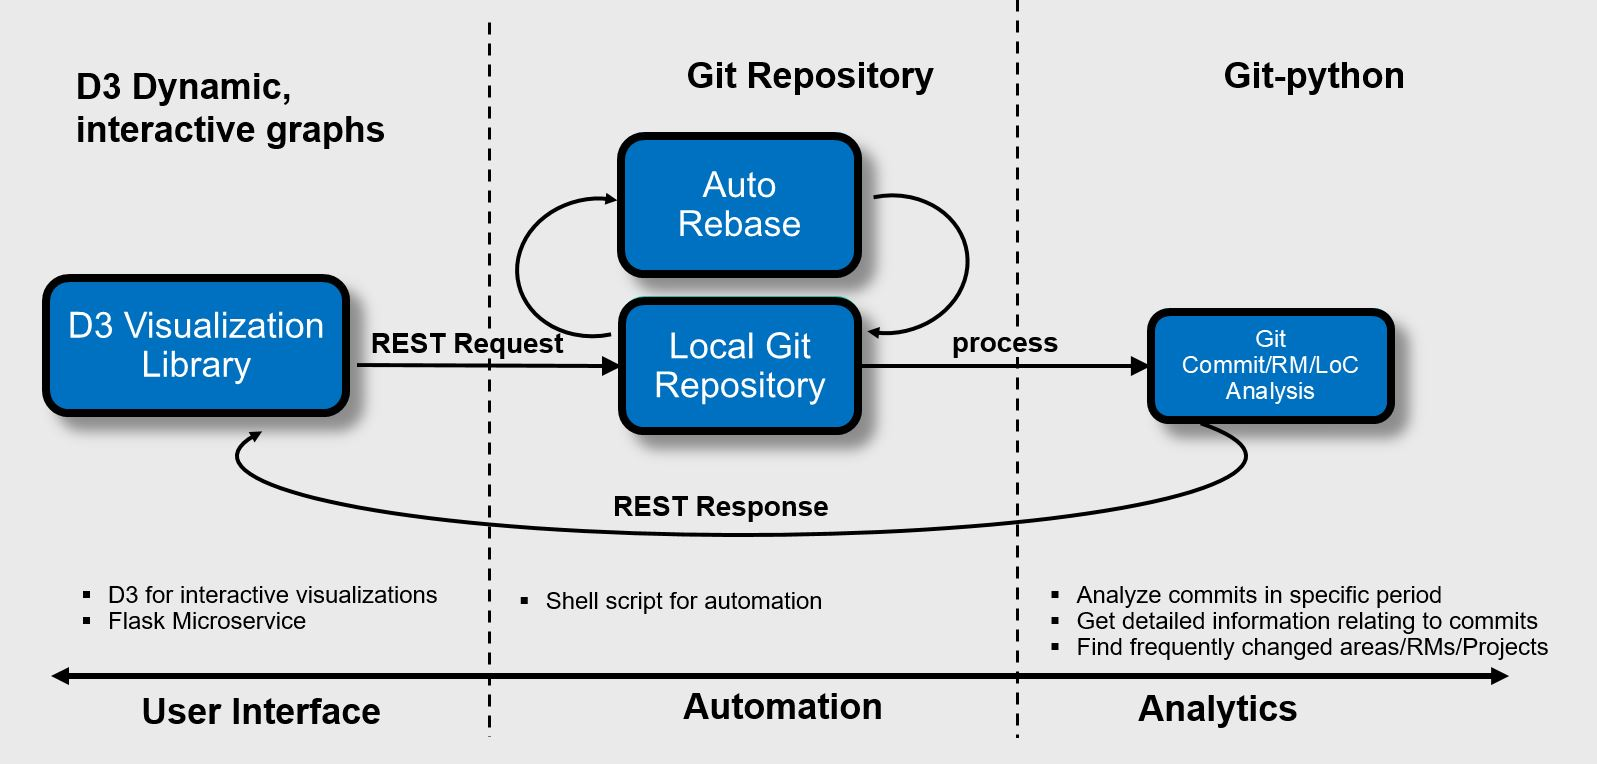 D3 Dynamic,
interactive graphs
Git Repository
Git-python
Auto
Rebase
D3 Visualization
Library
REST Request
Local Git
Repository
process
Git
Commit/RM/LoC
Analysis
REST Response
▪ D3 for interactive visualizations
▪ Flask Microservice
▪ Shell script for automation
▪ Analyze commits in specific period
▪ Get detailed information relating to commits
▪ Find frequently changed areas/RMs/Projects
User Interface
Automation
Analytics